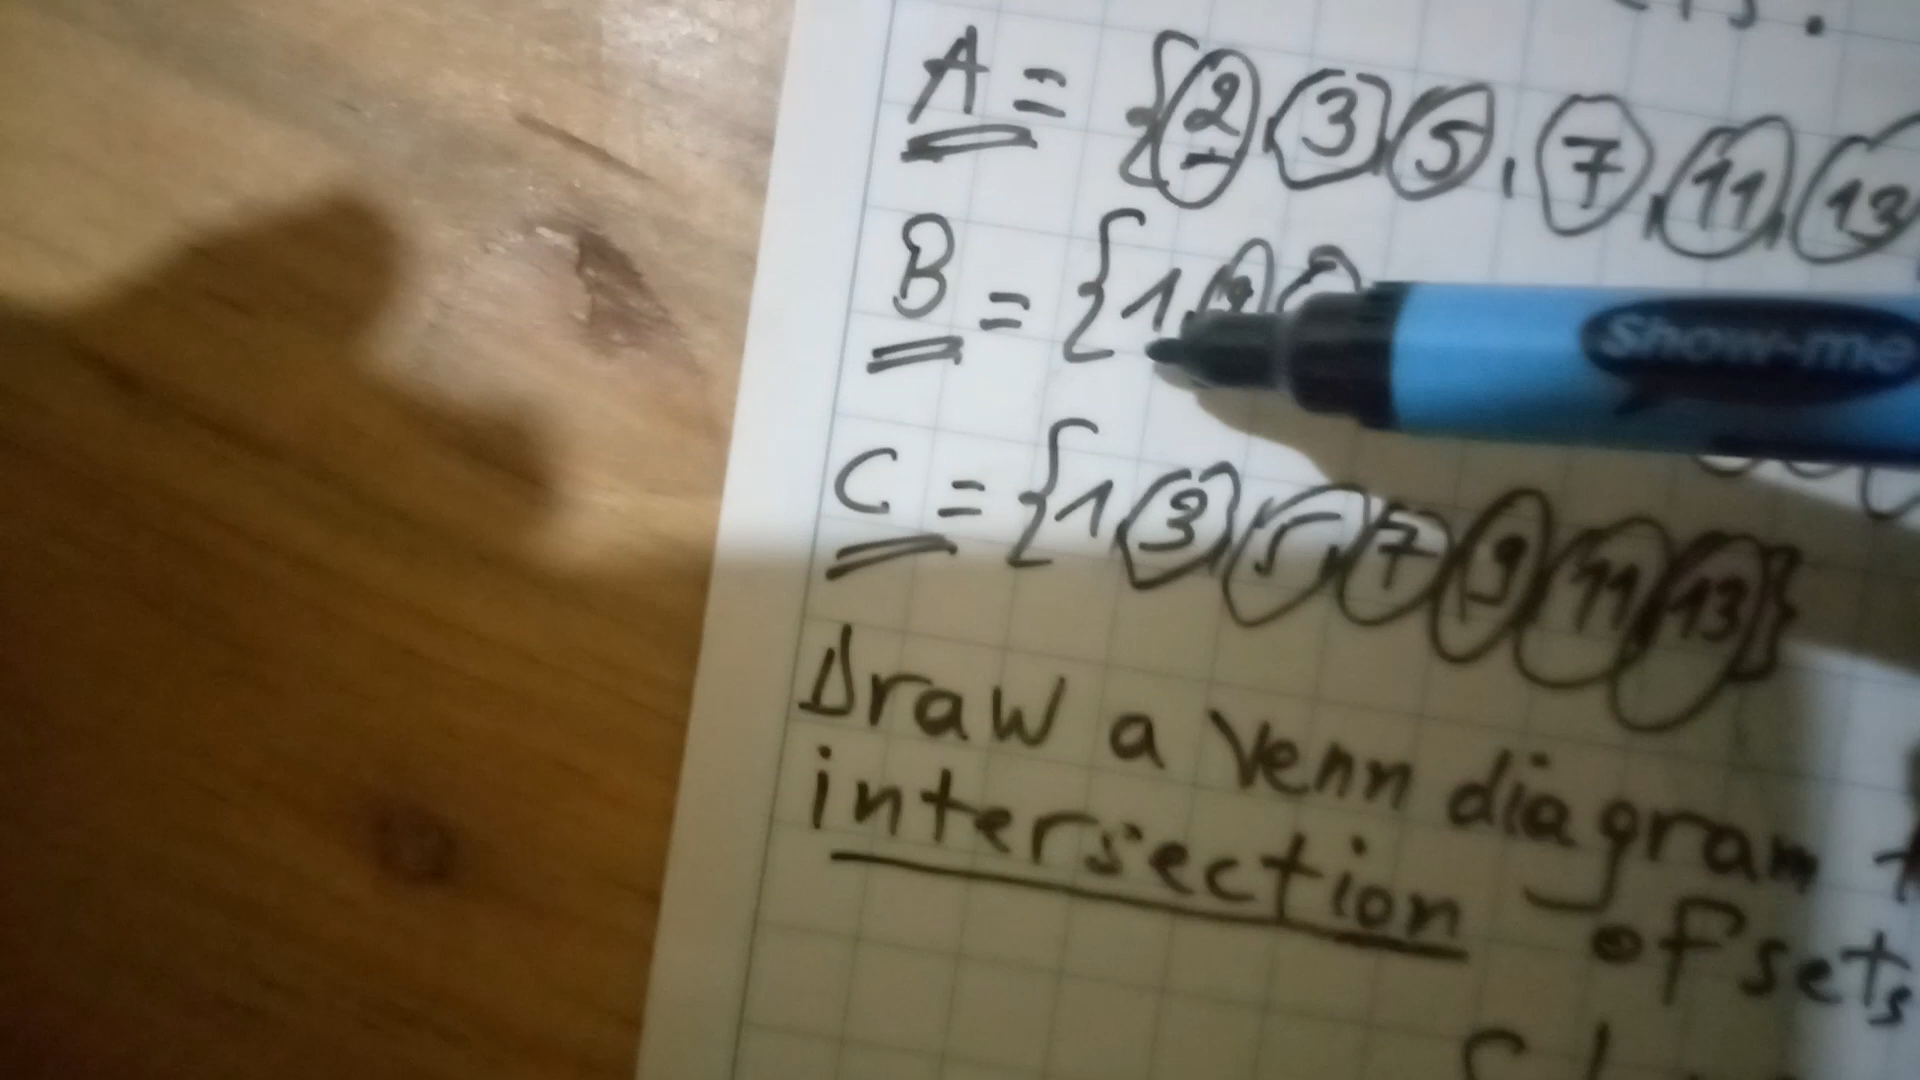 A = {2, 3, 5, 7, 11, 13
B = {1,
Show-me
C = {1, 3, 5, 7, 9, 11, 13}
Draw a Venn diagram
intersection of sets